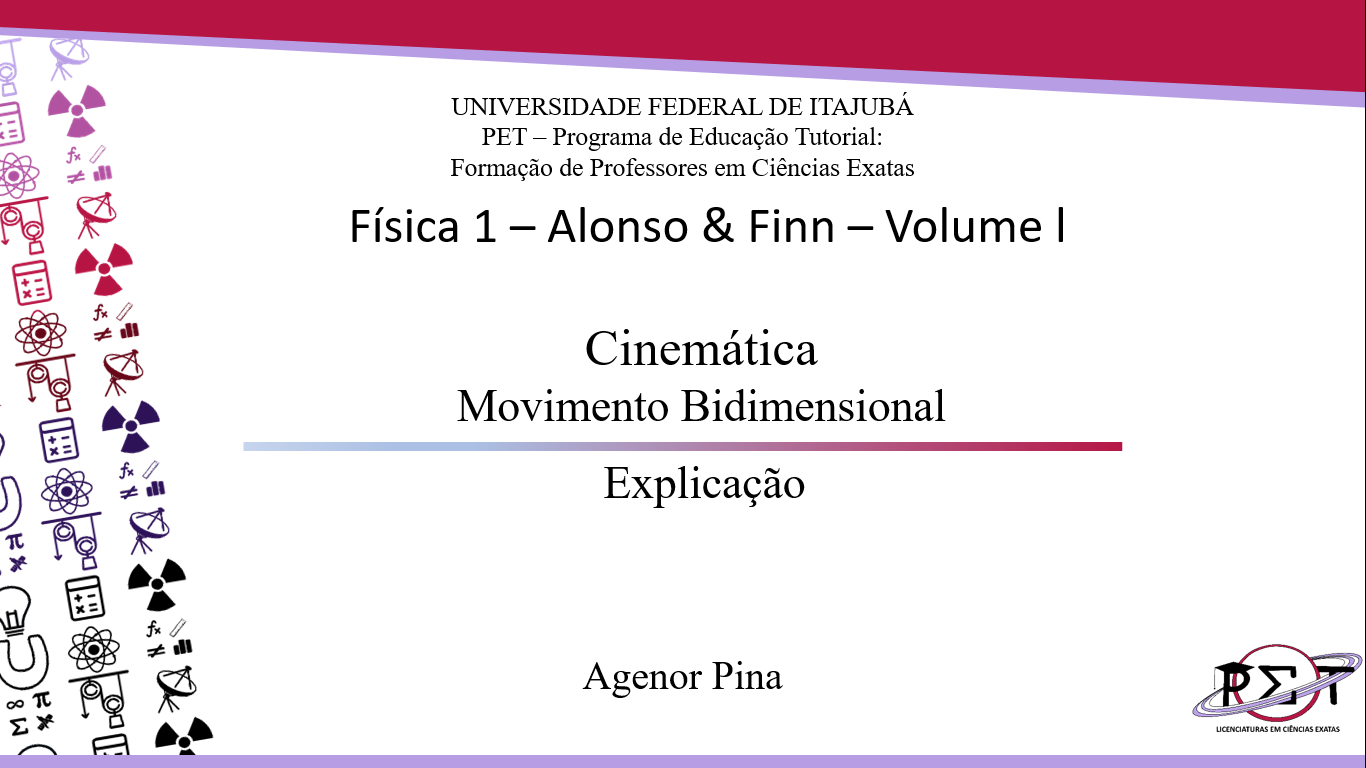 UNIVERSIDADE FEDERAL DE ITAJUBÁ
PET – Programa de Educação Tutorial:
Formação de Professores em Ciências Exatas
Física 1 – Alonso & Finn – Volume l
Cinemática
Movimento Bidimensional
Explicação
Agenor Pina
PΣT
LICENCIATURAS EM CIÊNCIAS EXATAS